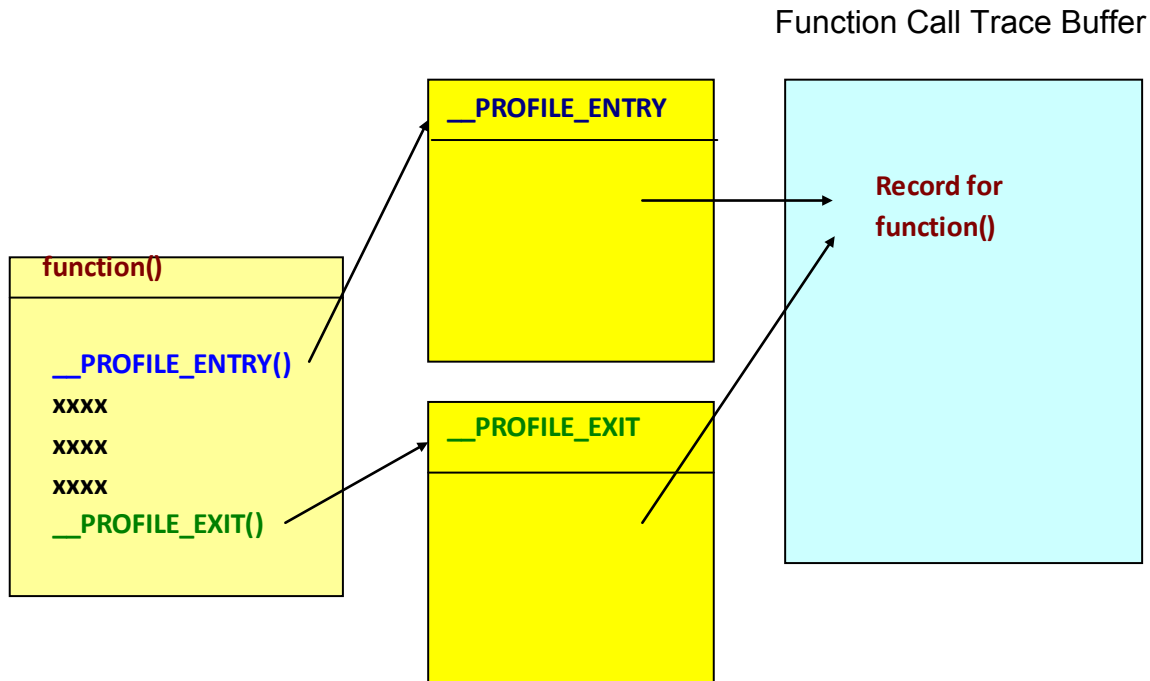 Function Call Trace Buffer
__PROFILE_ENTRY
Record for
function()
function()
__PROFILE_ENTRY()
xxxx
xxxx
xxxx
__PROFILE_EXIT()
__PROFILE_EXIT